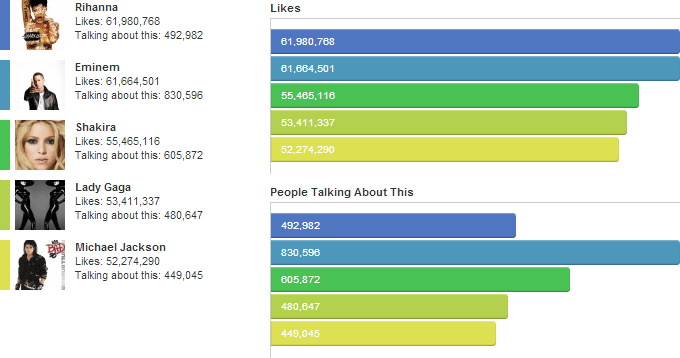 Rihanna
Likes: 61,980,768
Talking about this: 492,982
Eminem
Likes: 61,664,501
Talking about this: 830,596
Shakira
Likes: 55,465,116
Talking about this: 605,872
Lady Gaga
Likes: 53,411,337
Talking about this: 480,647
Michael Jackson
Likes: 52,274,290
Talking about this: 449,045
Likes
61,980,768
61,664,501
55,465,116
53,411,337
52,274,290
People Talking About This
492,982
830,596
605,872
480,647
449,045